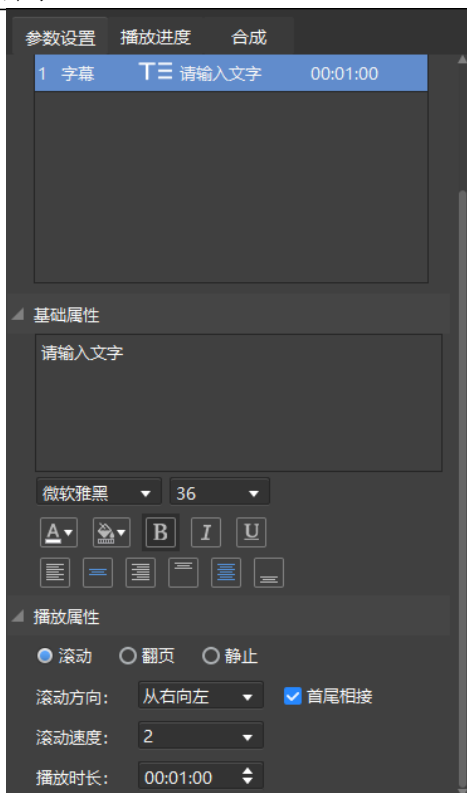 参数设置 播放进度 合成
1 字幕 T 请输入文字 00:01:00
基础属性
请输入文字
微软雅黑 36
A B I U
播放属性
滚动 翻页 静止
滚动方向: 从右向左 首尾相接
滚动速度: 2
播放时长: 00:01:00